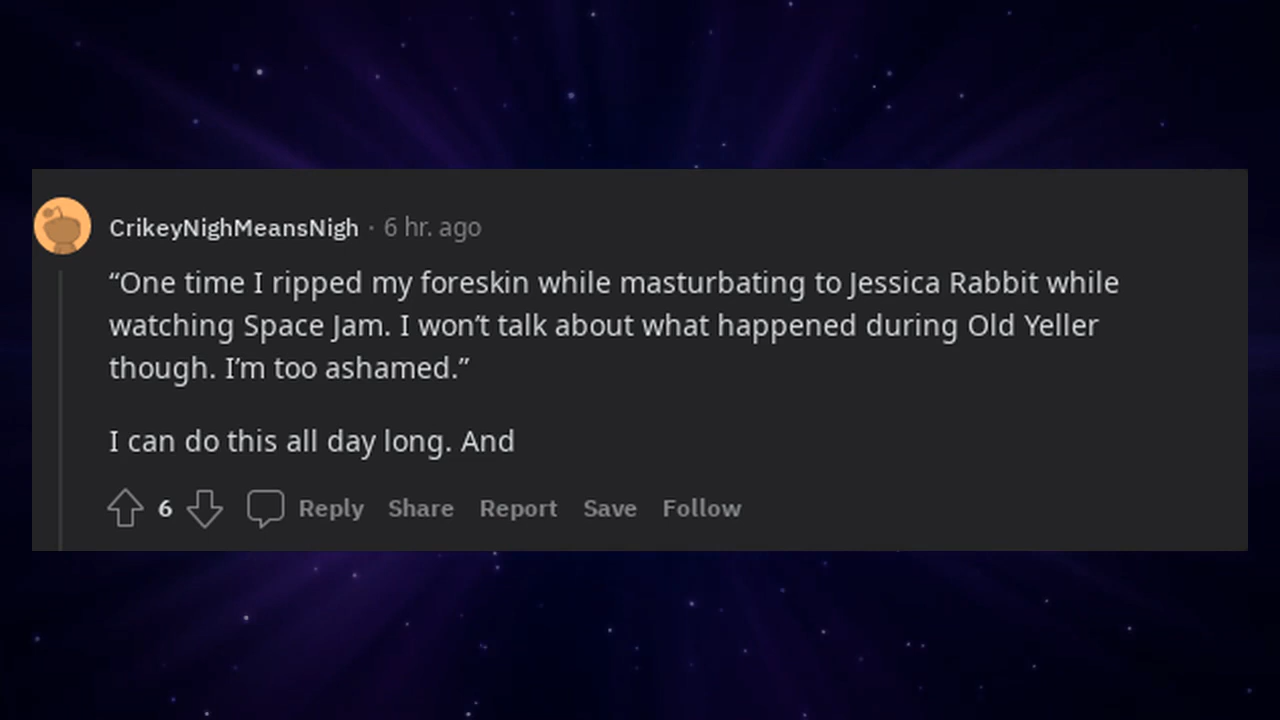 CrikeyNighMeansNigh · 6 hr. ago
“One time I ripped my foreskin while masturbating to Jessica Rabbit while
watching Space Jam. I won’t talk about what happened during Old Yeller
though. I’m too ashamed.”
I can do this all day long. And
6 Reply Share Report Save Follow